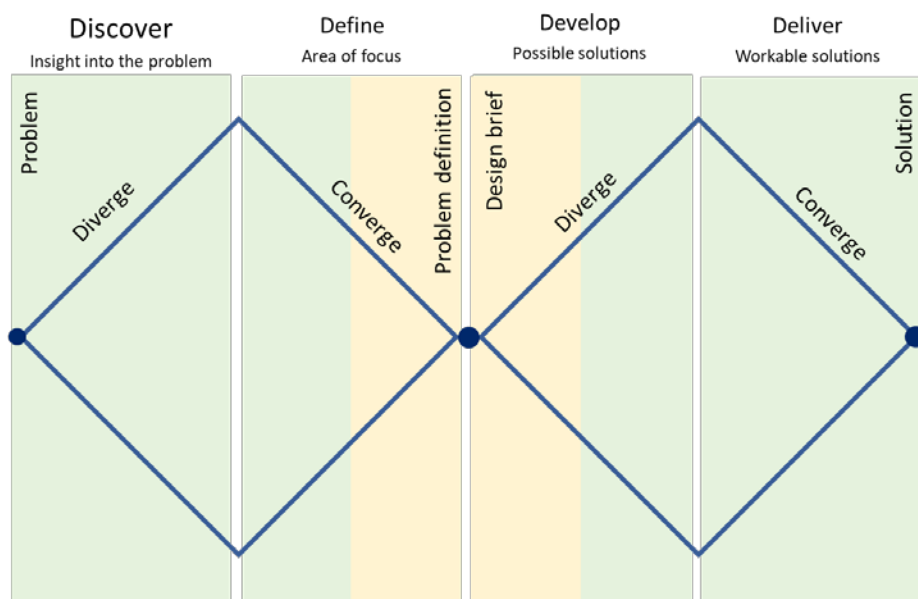 Discover
Insight into the problem
Define
Area of focus
Develop
Possible solutions
Deliver
Workable solutions
Problem
Diverge
Converge
Problem definition
Design brief
Diverge
Converge
Solution